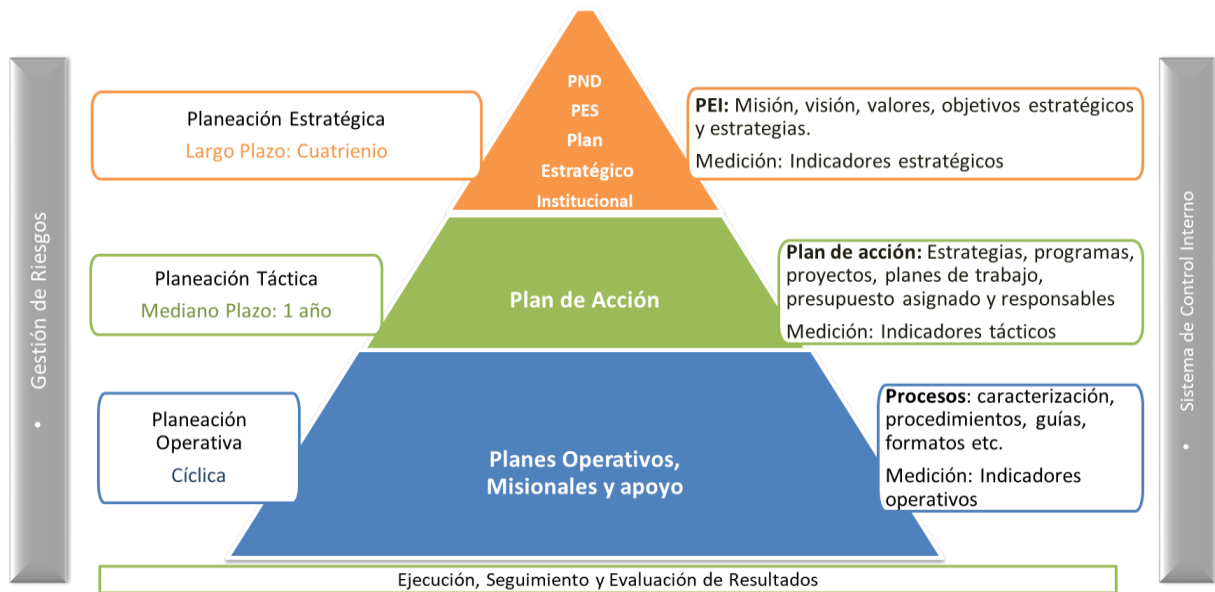 Gestión de Riesgos
Planeación Estratégica
Largo Plazo: Cuatrienio
PND
PES
Plan
Estratégico
Institucional
PEI: Misión, visión, valores, objetivos estratégicos
y estrategias.
Medición: Indicadores estratégicos
Planeación Táctica
Mediano Plazo: 1 año
Plan de Acción
Plan de acción: Estrategias, programas,
proyectos, planes de trabajo,
presupuesto asignado y responsables
Medición: Indicadores tácticos
Planeación
Operativa
Cíclica
Planes Operativos,
Misionales y apoyo
Procesos: caracterización,
procedimientos, guías,
formatos etc.
Medición: Indicadores
operativos
Sistema de Control Interno
Ejecución, Seguimiento y Evaluación de Resultados